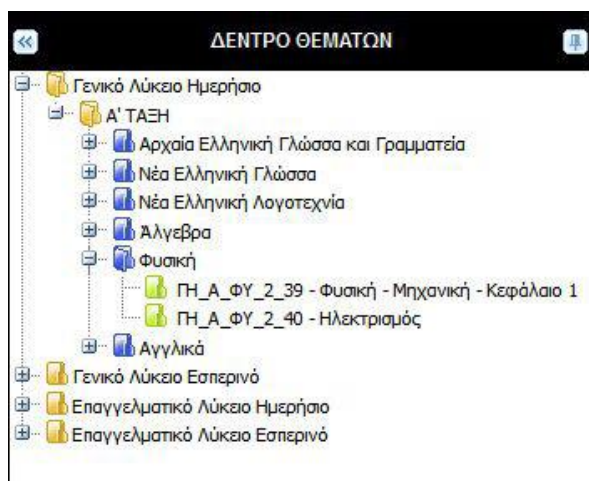 ΔΕΝΤΡΟ ΘΕΜΑΤΩΝ
Γενικό Λύκειο Ημερήσιο
Α' ΤΑΞΗ
Αρχαία Ελληνική Γλώσσα και Γραμματεία
Νέα Ελληνική Γλώσσα
Νέα Ελληνική Λογοτεχνία
Άλγεβρα
Φυσική
ΓΗ_Α_ΦΥ_2_39 - Φυσική - Μηχανική - Κεφάλαιο 1
ΓΗ_Α_ΦΥ_2_40 - Ηλεκτρισμός
Αγγλικά
Γενικό Λύκειο Εσπερινό
Επαγγελματικό Λύκειο Ημερήσιο
Επαγγελματικό Λύκειο Εσπερινό